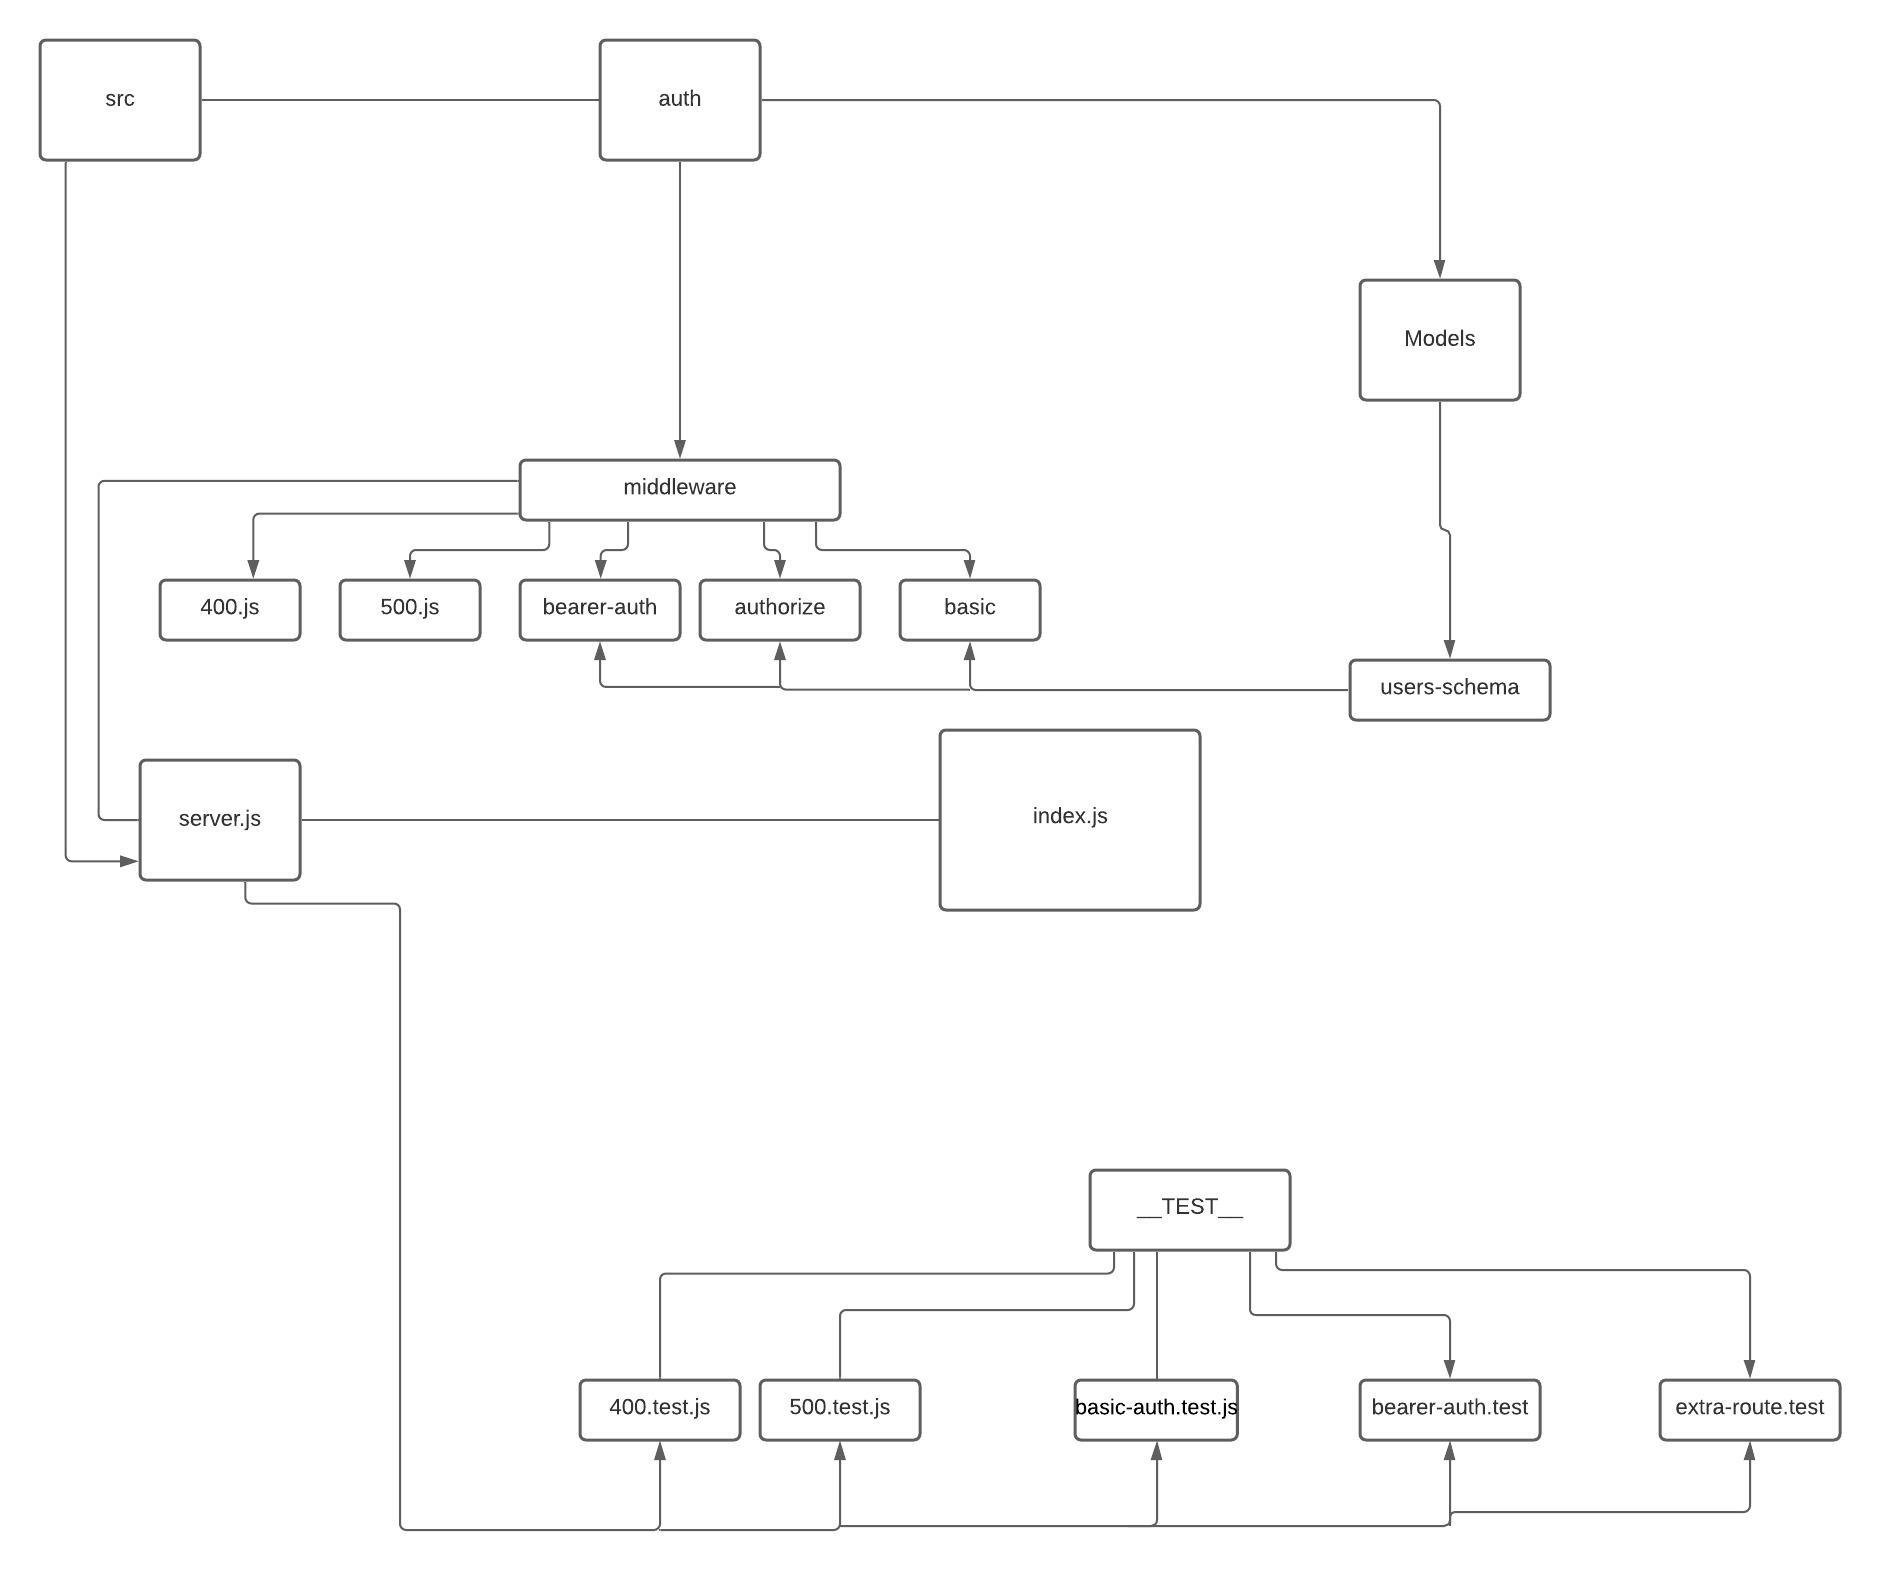 src
auth
Models
middleware
400.js
500.js
bearer-auth
authorize
basic
users-schema
server.js
index.js
__TEST__
400.test.js
500.test.js
basic-auth.test.js
bearer-auth.test
extra-route.test